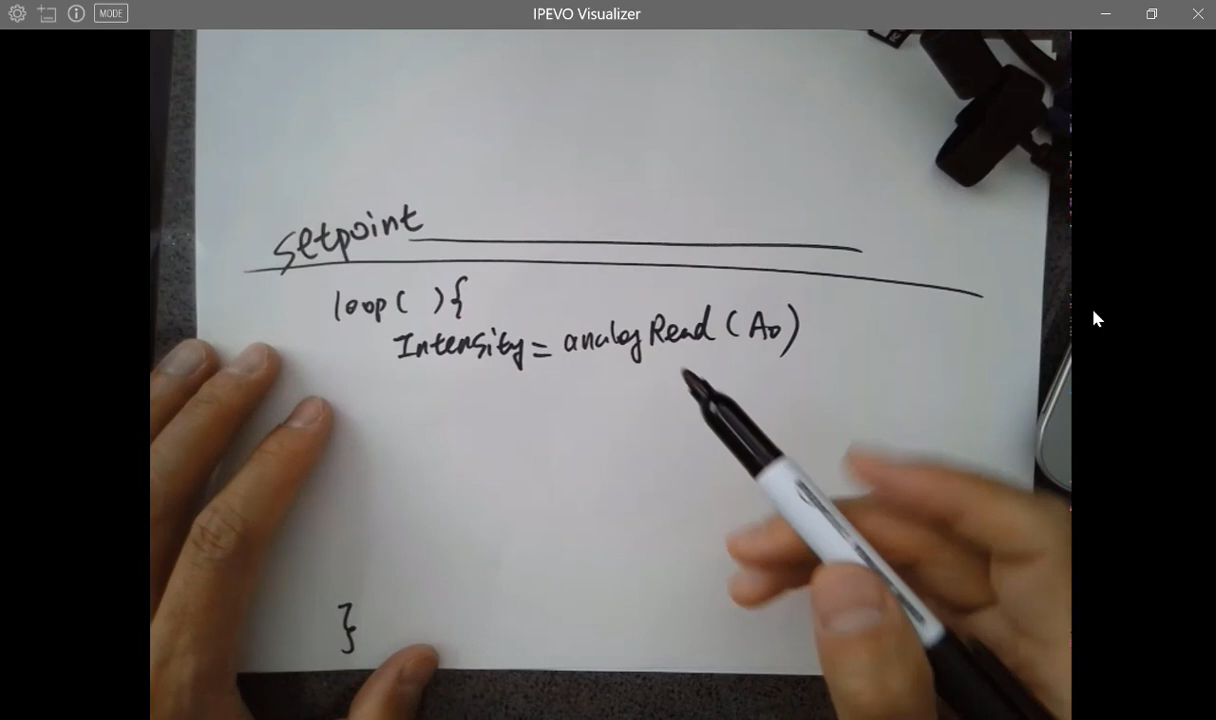 MODE
IPEVO Visualizer
setpoint
loop( ){
Intensity = analogRead (A0)
}